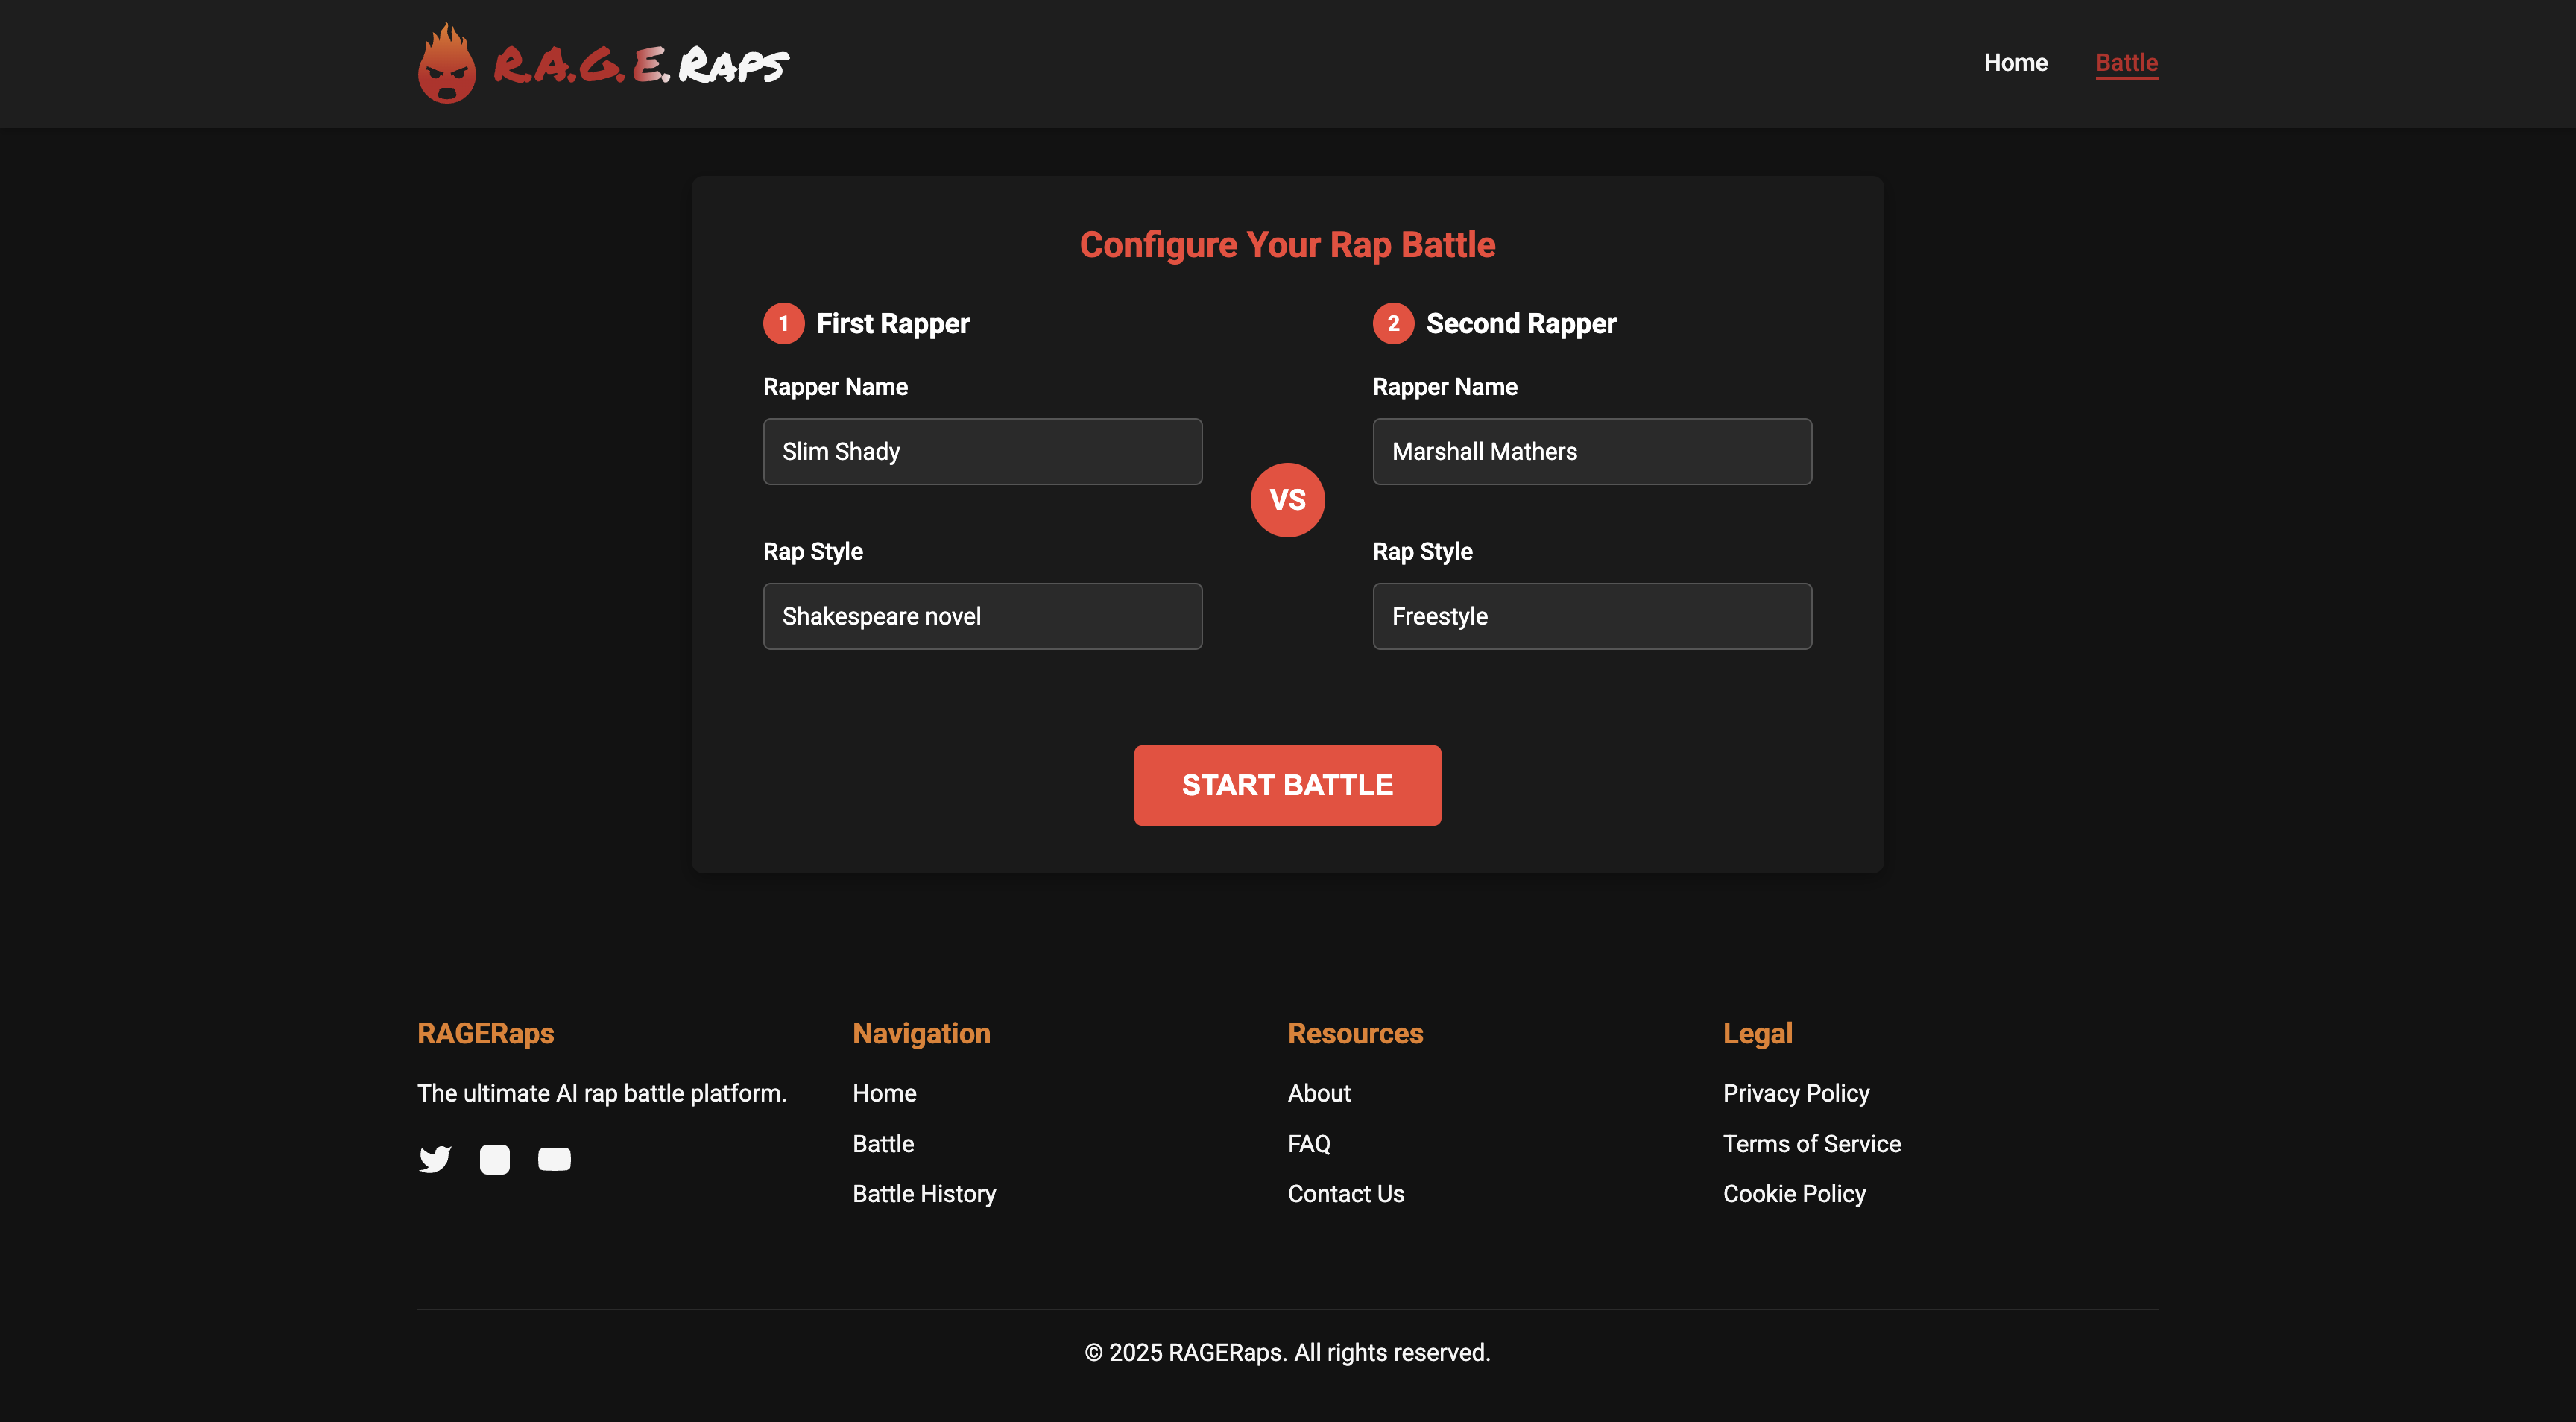 R.A.G.E. RAPS
Home
Battle
Configure Your Rap Battle
1 First Rapper
Rapper Name
Slim Shady
Rap Style
Shakespeare novel
VS
2 Second Rapper
Rapper Name
Marshall Mathers
Rap Style
Freestyle
START BATTLE
RAGERaps
The ultimate AI rap battle platform.
Navigation
Home
Battle
Battle History
Resources
About
FAQ
Contact Us
Legal
Privacy Policy
Terms of Service
Cookie Policy
© 2025 RAGERaps. All rights reserved.